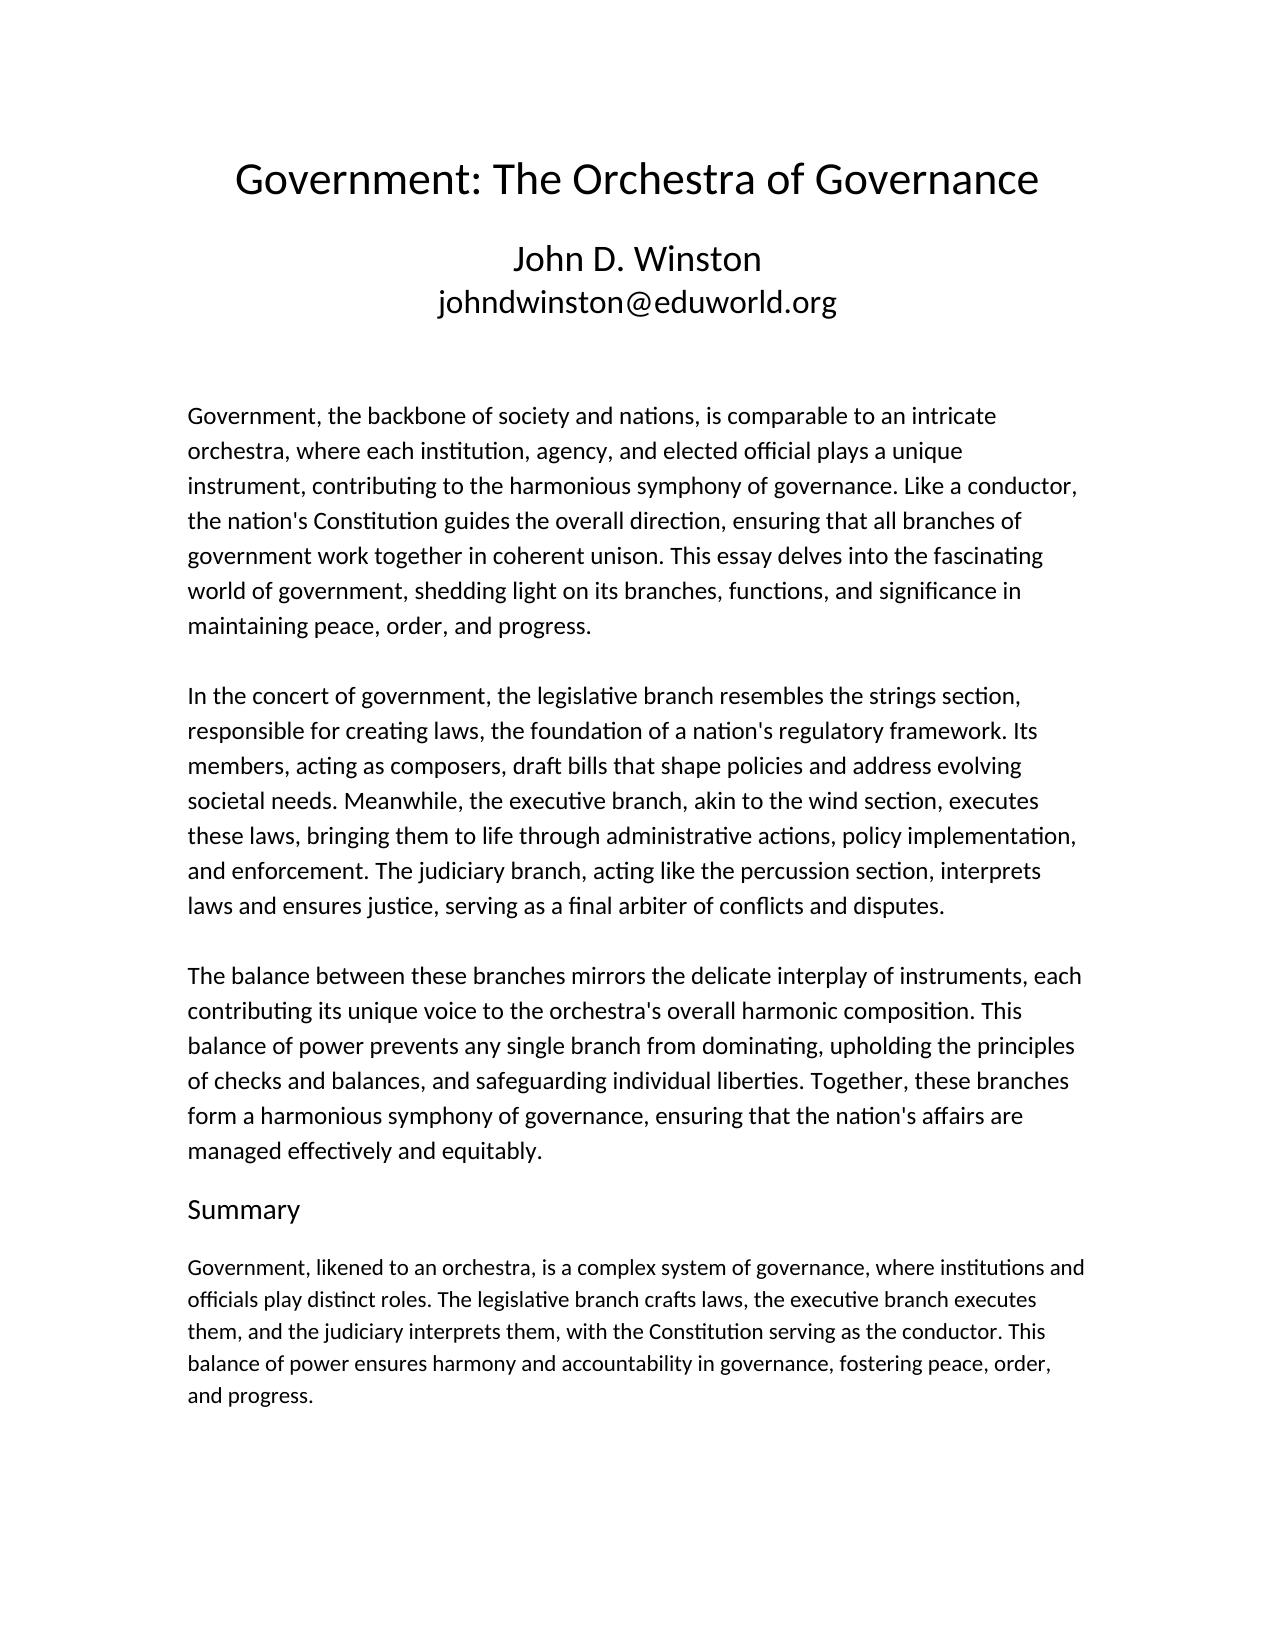 Government: The Orchestra of Governance
John D. Winston
johndwinston@eduworld.org
Government, the backbone of society and nations, is comparable to an intricate
orchestra, where each institution, agency, and elected official plays a unique
instrument, contributing to the harmonious symphony of governance. Like a conductor,
the nation's Constitution guides the overall direction, ensuring that all branches of
government work together in coherent unison. This essay delves into the fascinating
world of government, shedding light on its branches, functions, and significance in
maintaining peace, order, and progress.
In the concert of government, the legislative branch resembles the strings section,
responsible for creating laws, the foundation of a nation's regulatory framework. Its
members, acting as composers, draft bills that shape policies and address evolving
societal needs. Meanwhile, the executive branch, akin to the wind section, executes
these laws, bringing them to life through administrative actions, policy implementation,
and enforcement. The judiciary branch, acting like the percussion section, interprets
laws and ensures justice, serving as a final arbiter of conflicts and disputes.
The balance between these branches mirrors the delicate interplay of instruments, each
contributing its unique voice to the orchestra's overall harmonic composition. This
balance of power prevents any single branch from dominating, upholding the principles
of checks and balances, and safeguarding individual liberties. Together, these branches
form a harmonious symphony of governance, ensuring that the nation's affairs are
managed effectively and equitably.
Summary
Government, likened to an orchestra, is a complex system of governance, where institutions and
officials play distinct roles. The legislative branch crafts laws, the executive branch executes
them, and the judiciary interprets them, with the Constitution serving as the conductor. This
balance of power ensures harmony and accountability in governance, fostering peace, order,
and progress.